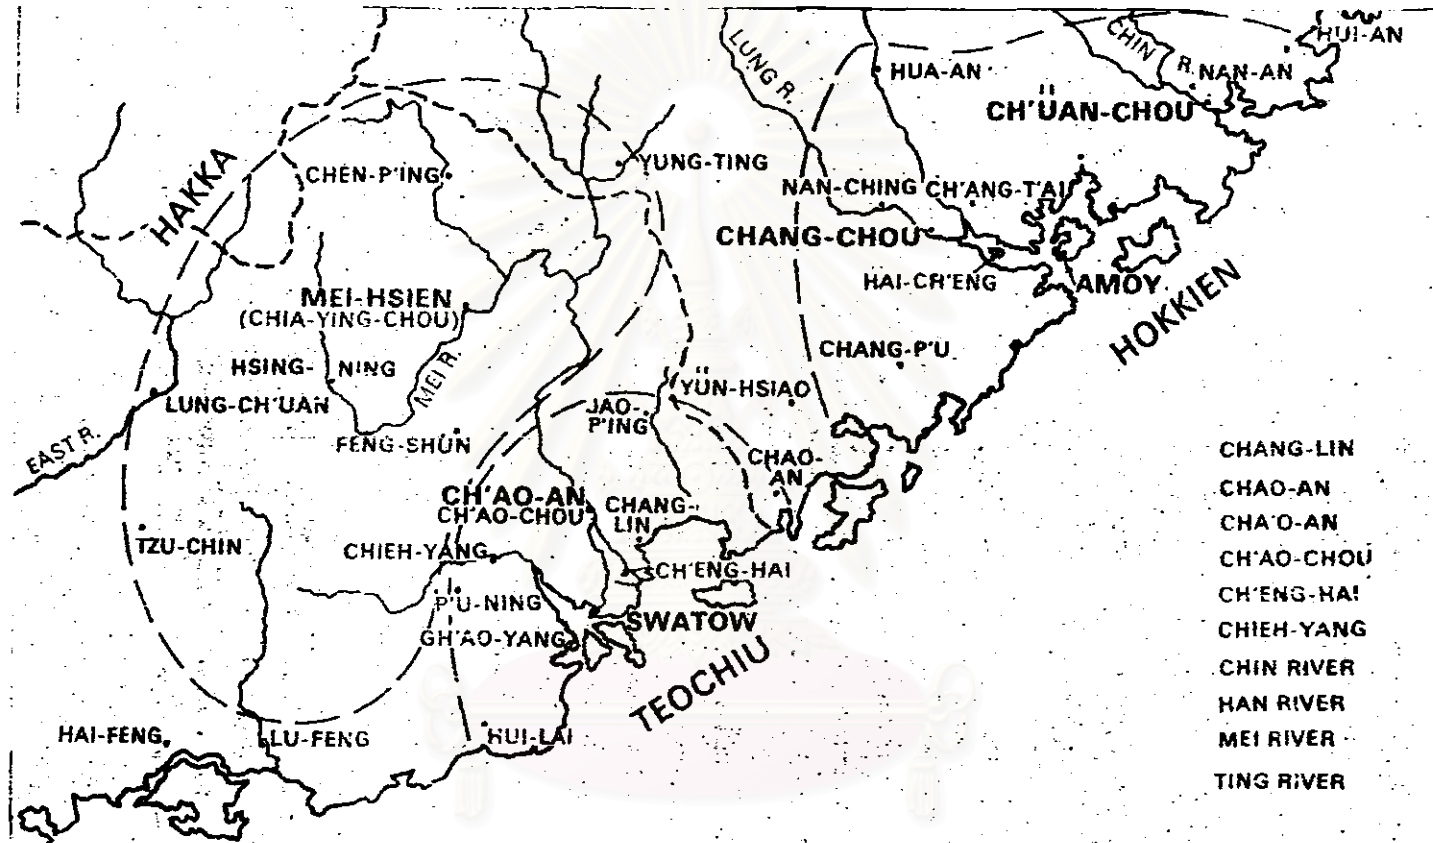 HUI-AN
CHIN R.
LUNG R.
HUA-AN
NAN-AN
CH'ÜAN-CHOU
HAKKA
CHEN-P'ING
YUNG-TING
NAN-CHING
CH'ANG-T'AI
CHANG-CHOU
HAI-CH'ENG
AMOY
HOKKIEN
MEI-HSIEN
(CHIA-YING-CHOU)
HSING-NING
MEI R.
CHANG-P'U
YÜN-HSIAO
LUNG-CH'UAN
JAO-
P'ING
EAST R.
FENG-SHUN
CHAO-
AN
CH'AO-AN
CH'AO-CHOU
CHANG-
LIN
TZU-CHIN
CHIEH-YANG
CH'ENG-HAI
P'U-NING
SWATOW
GH'AO-YANG
TEOCHIU
HAI-FENG
LU-FENG
HUI-LAI
CHANG-LIN
CHAO-AN
CHA'O-AN
CH'AO-CHOU
CH'ENG-HAI
CHIEH-YANG
CHIN RIVER
HAN RIVER
MEI RIVER
TING RIVER